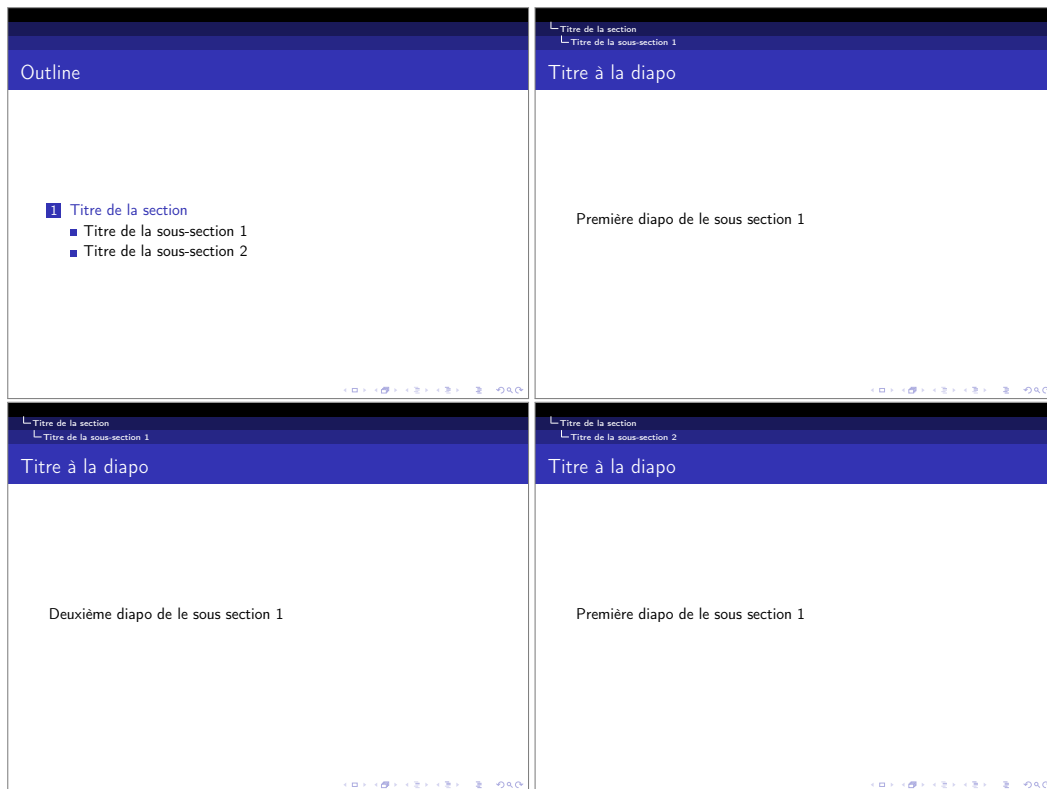 Outline
1 Titre de la section
Titre de la sous-section 1
Titre de la sous-section 2
Titre de la section
Titre de la sous-section 1
Titre à la diapo
Première diapo de le sous section 1
Titre de la section
Titre de la sous-section 1
Titre à la diapo
Deuxième diapo de le sous section 1
Titre de la section
Titre de la sous-section 2
Titre à la diapo
Première diapo de le sous section 1